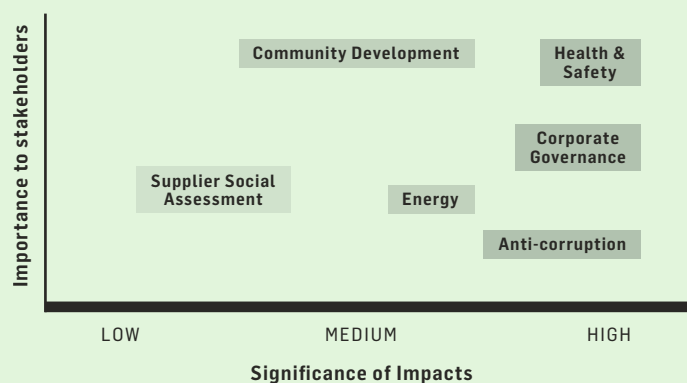 Importance to stakeholders
Community Development
Health &
Safety
Corporate
Governance
Supplier Social
Assessment
Energy
Anti-corruption
LOW MEDIUM HIGH
Significance of Impacts